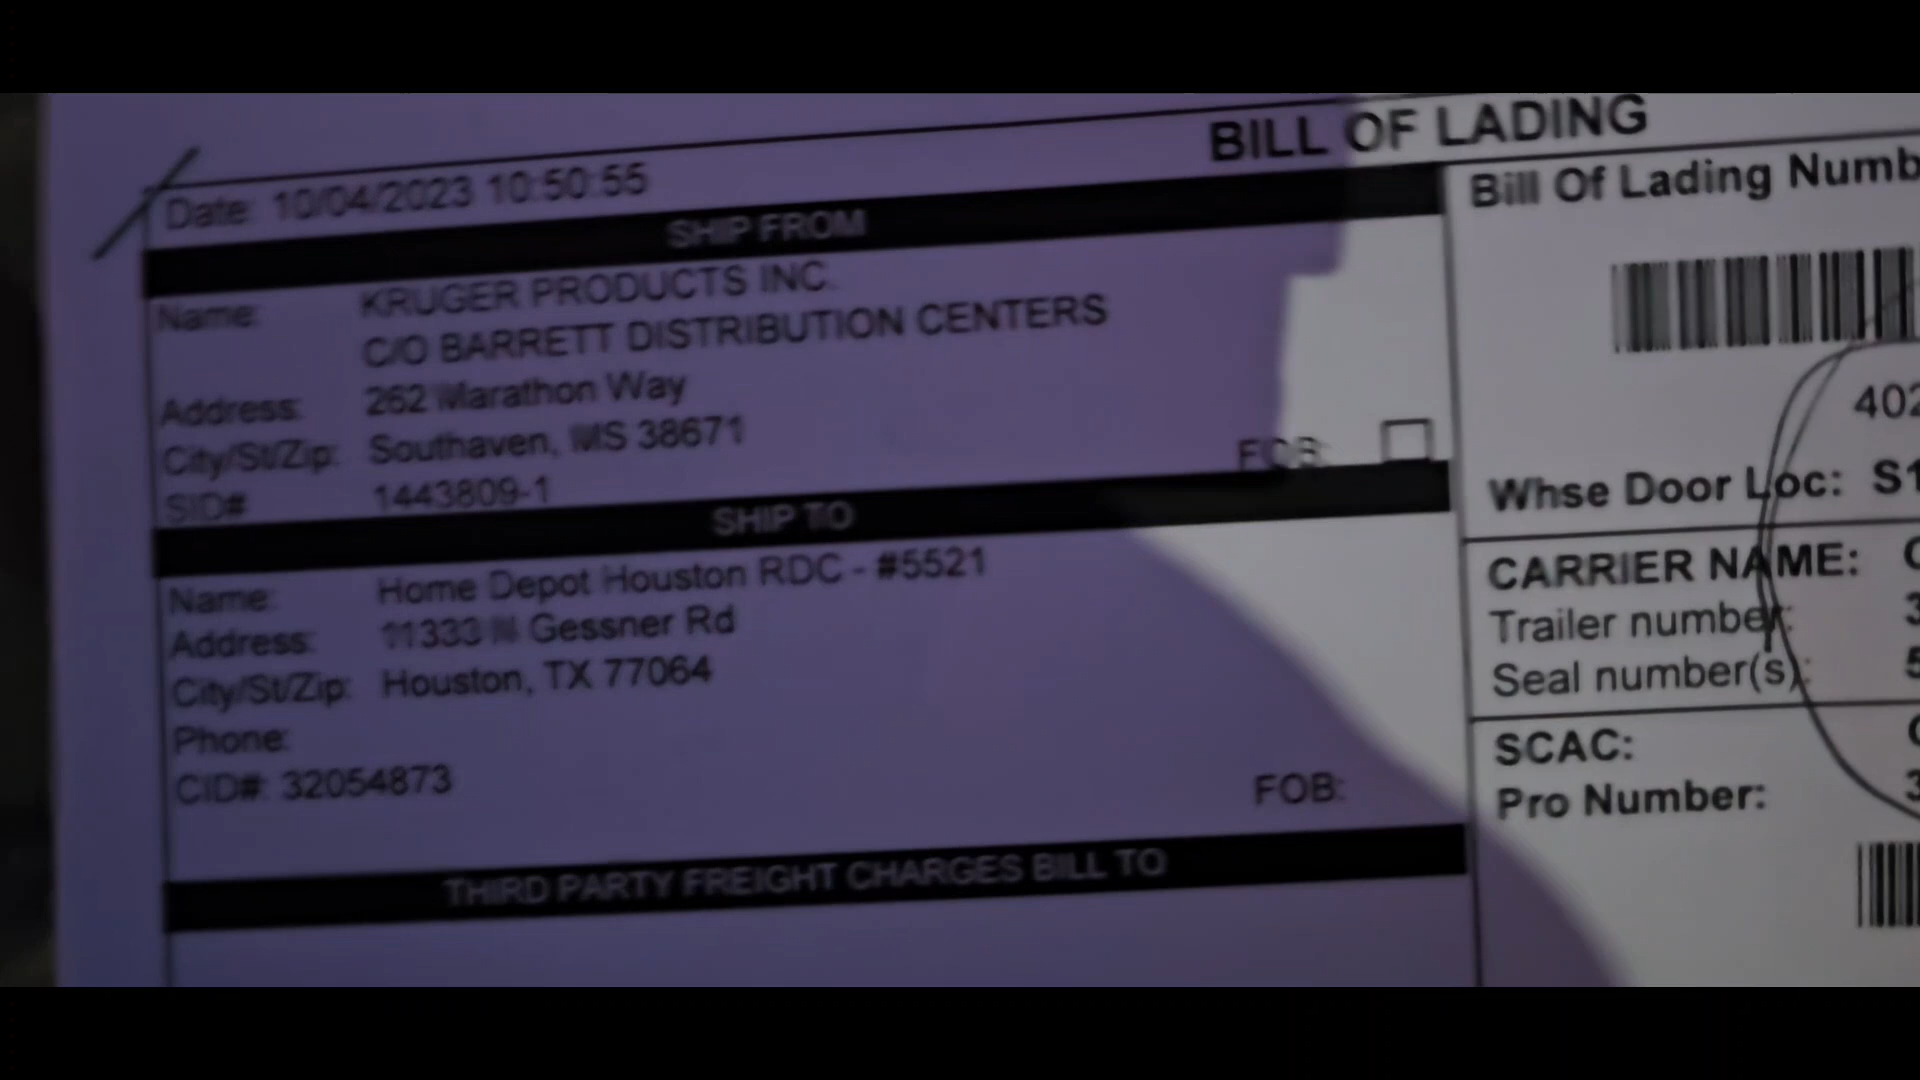 BILL OF LADING
Date: 10/04/2023 10:50:55
SHIP FROM
Name: KRUGER PRODUCTS INC.
C/O BARRETT DISTRIBUTION CENTERS
Address: 262 Marathon Way
City/St/Zip: Southaven, MS 38671
SID# 1443809-1
FOB:
SHIP TO
Name: Home Depot Houston RDC - #5521
Address: 11333 N Gessner Rd
City/St/Zip: Houston, TX 77064
Phone:
CID#: 32054873
FOB:
THIRD PARTY FREIGHT CHARGES BILL TO
Bill Of Lading Numb
402
Whse Door Loc: S1
CARRIER NAME:
Trailer number: 3
Seal number(s): 5
SCAC:
Pro Number: 3